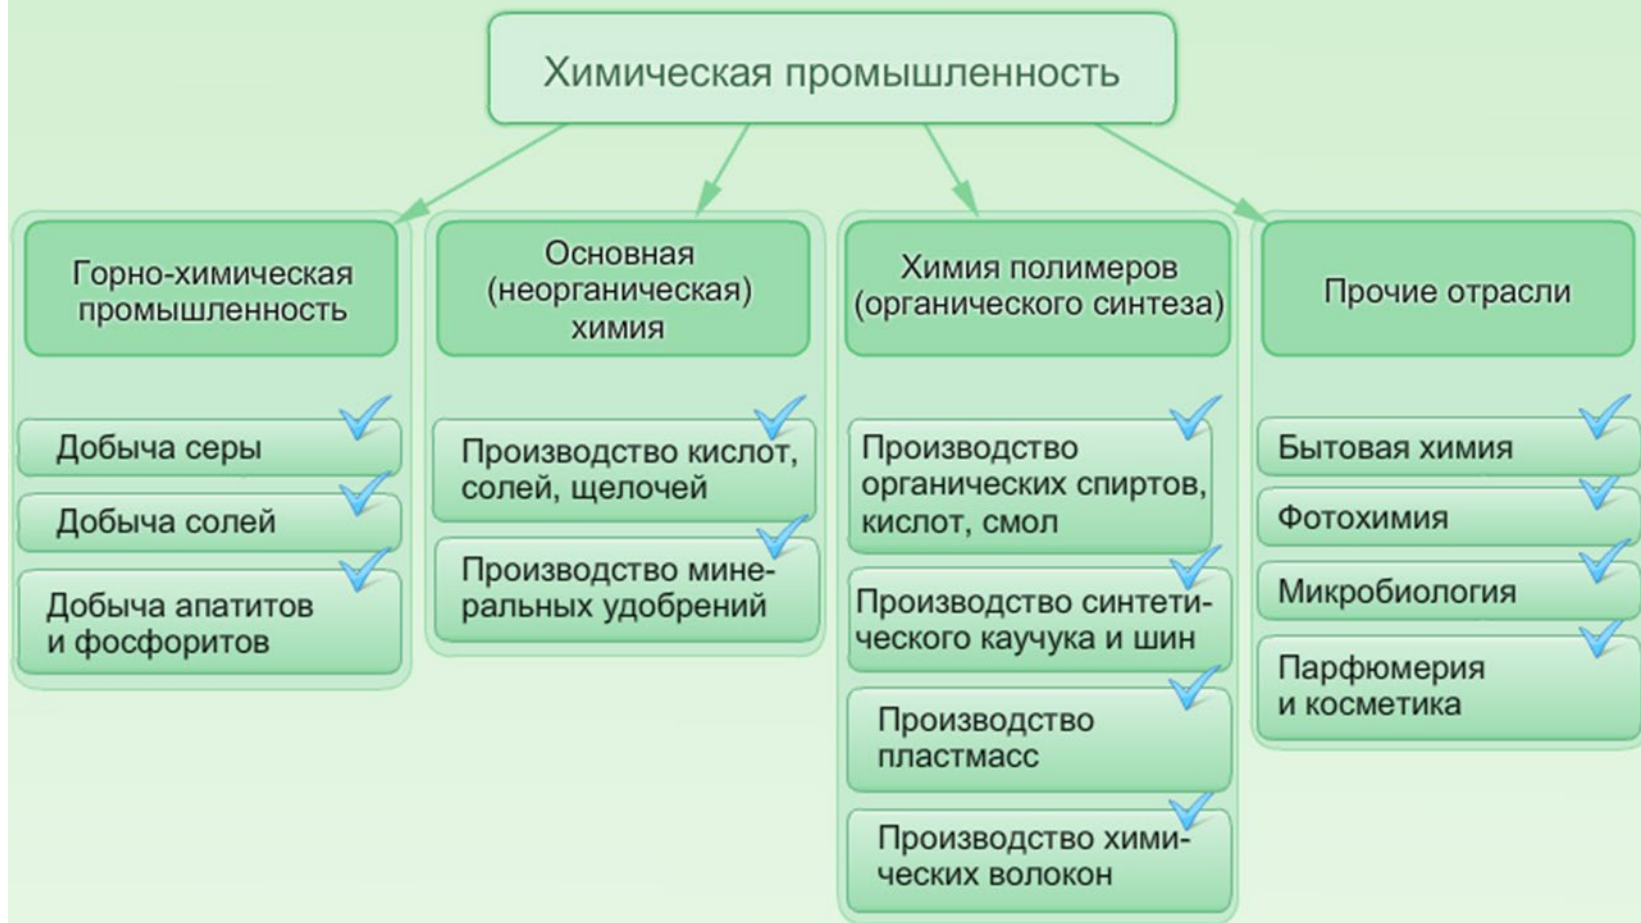 Химическая промышленность
Горно-химическая
промышленность
Добыча серы
Добыча солей
Добыча апатитов
и фосфоритов
Основная
(неорганическая)
химия
Производство кислот,
солей, щелочей
Производство мине-
ральных удобрений
Химия полимеров
(органического синтеза)
Производство
органических спиртов,
кислот, смол
Производство синтети-
ческого каучука и шин
Производство
пластмасс
Производство хими-
ческих волокон
Прочие отрасли
Бытовая химия
Фотохимия
Микробиология
Парфюмерия
и косметика